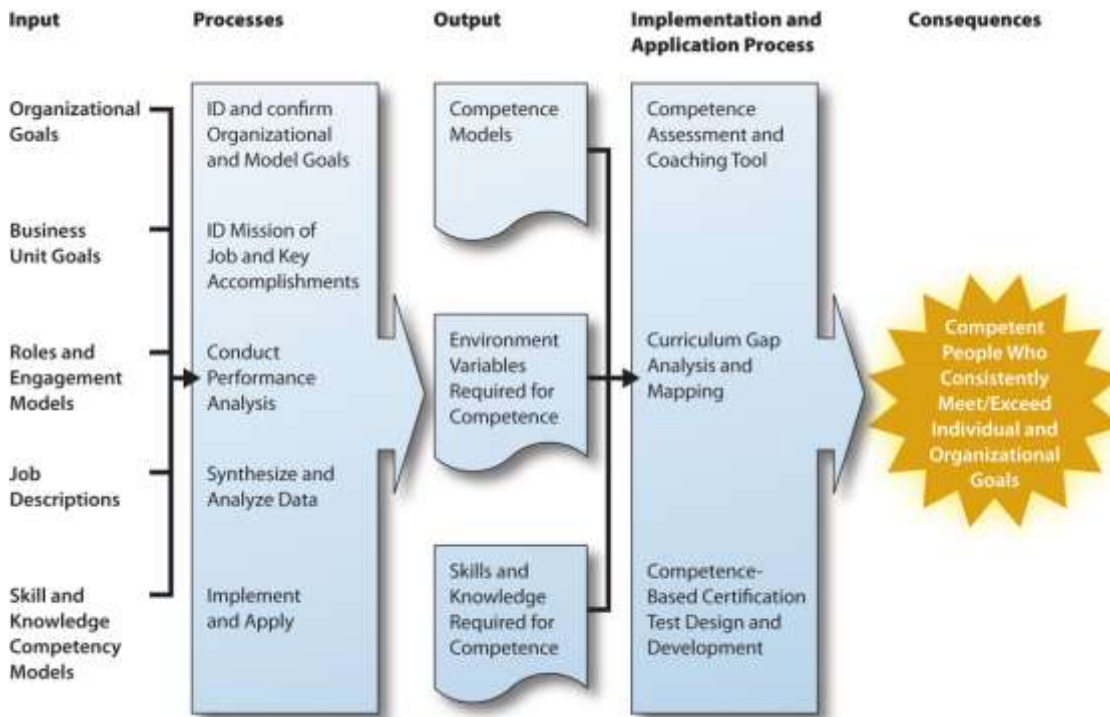 Input
Processes
Output
Implementation and
Application Process
Consequences
Organizational
Goals
Business
Unit Goals
Roles and
Engagement
Models
Job
Descriptions
Skill and
Knowledge
Competency
Models
ID and confirm
Organizational
and Model Goals
ID Mission of
Job and Key
Accomplishments
Conduct
Performance
Analysis
Synthesize and
Analyze Data
Implement
and Apply
Competence
Models
Environment
Variables
Required for
Competence
Skills and
Knowledge
Required for
Competence
Competence
Assessment and
Coaching Tool
Curriculum Gap
Analysis and
Mapping
Competence-
Based Certification
Test Design and
Development
Competent
People Who
Consistently
Meet/Exceed
Individual and
Organizational
Goals